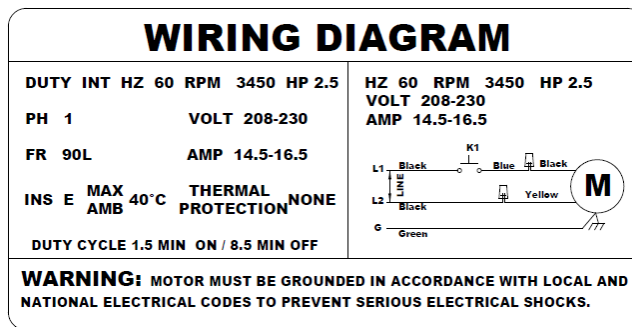 WIRING DIAGRAM
DUTY INT HZ 60 RPM 3450 HP 2.5
PH 1 VOLT 208-230
FR 90L AMP 14.5-16.5
INS E MAX AMB 40°C THERMAL PROTECTION NONE
DUTY CYCLE 1.5 MIN ON / 8.5 MIN OFF
HZ 60 RPM 3450 HP 2.5
VOLT 208-230
AMP 14.5-16.5
K1
L1 Black Blue Black
LINE
M
L2 Black Yellow
G Green
WARNING: MOTOR MUST BE GROUNDED IN ACCORDANCE WITH LOCAL AND
NATIONAL ELECTRICAL CODES TO PREVENT SERIOUS ELECTRICAL SHOCKS.